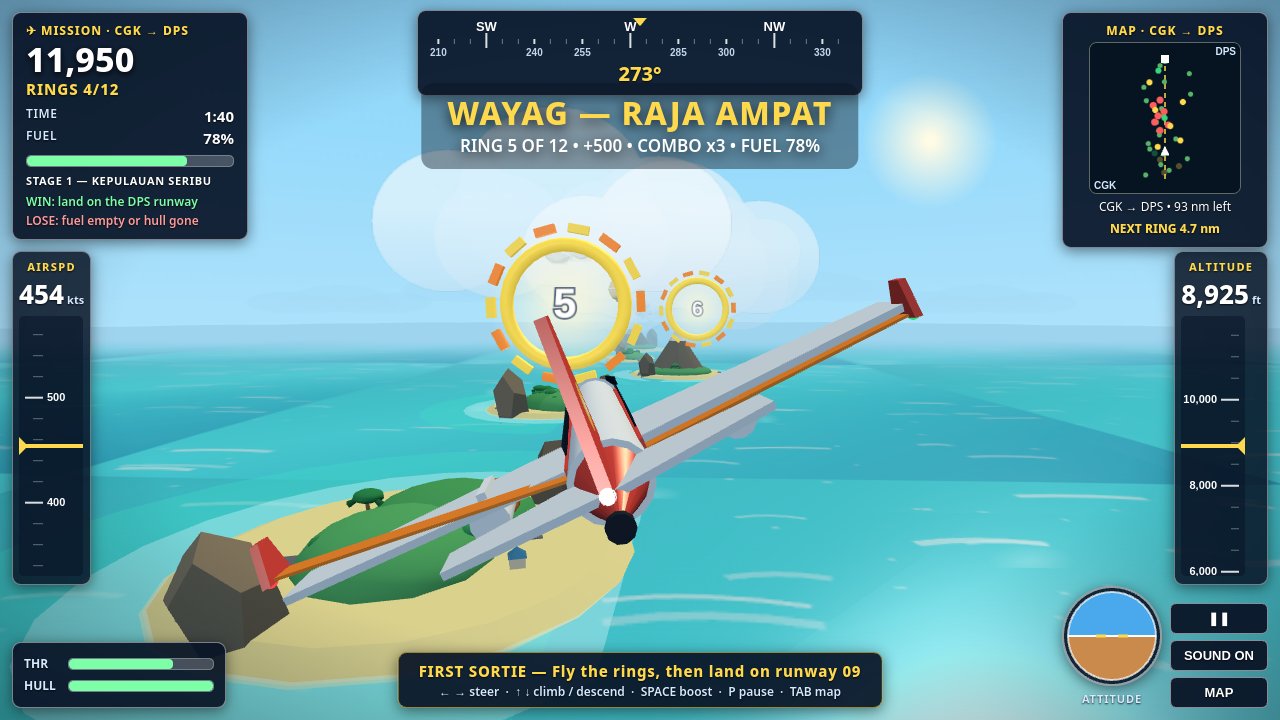 ✈ MISSION · CGK → DPS
11,950
RINGS 4/12
TIME 1:40
FUEL 78%
STAGE 1 — KEPULAUAN SERIBU
WIN: land on the DPS runway
LOSE: fuel empty or hull gone
SW W NW
210 240 255 285 300 330
273°
WAYAG — RAJA AMPAT
RING 5 OF 12 • +500 • COMBO x3 • FUEL 78%
MAP · CGK → DPS
DPS
CGK
CGK → DPS • 93 nm left
NEXT RING 4.7 nm
AIRSPD
454 kts
500
400
5
6
ALTITUDE
8,925 ft
10,000
8,000
6,000
THR
HULL
FIRST SORTIE — Fly the rings, then land on runway 09
← → steer · ↑ ↓ climb / descend · SPACE boost · P pause · TAB map
ATTITUDE
SOUND ON
MAP